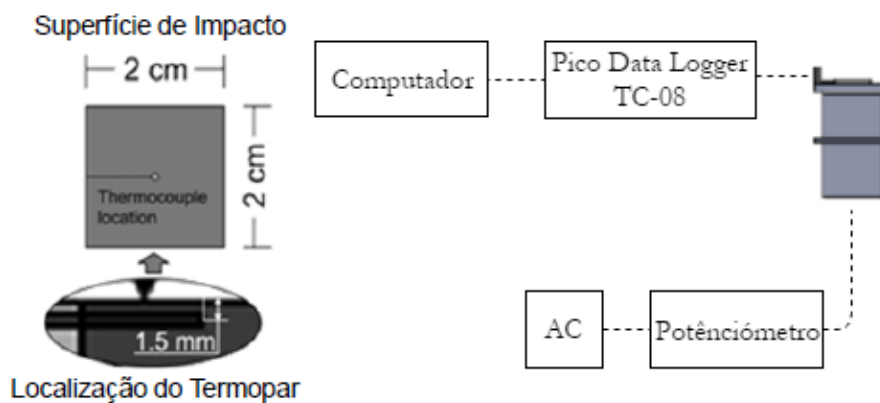 Superfície de Impacto
2 cm
2 cm
Thermocouple
location
1.5 mm
Localização do Termopar
Computador
Pico Data Logger
TC-08
AC
Potênciómetro